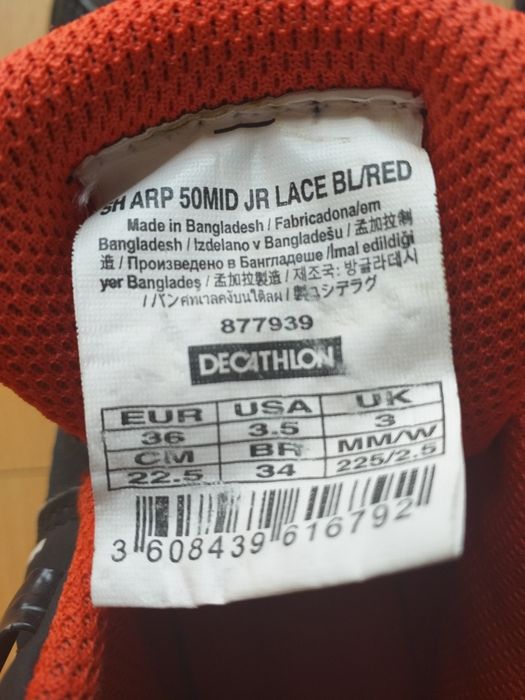 SH ARP 50MID JR LACE BL/RED
Made in Bangladesh / Fabricadona/em
Bangladesh / Izdelano v Bangladešu / 孟加拉制
造 / Произведено в Бангладеше /Imal edildiği
yer Bangladeş / 孟加拉製造 / 제조국: 방글라데시
877939
DECATHLON
EUR USA UK
36 3.5 3
CM BR MM/W
22.5 34 225/2.5
3 608439 616792